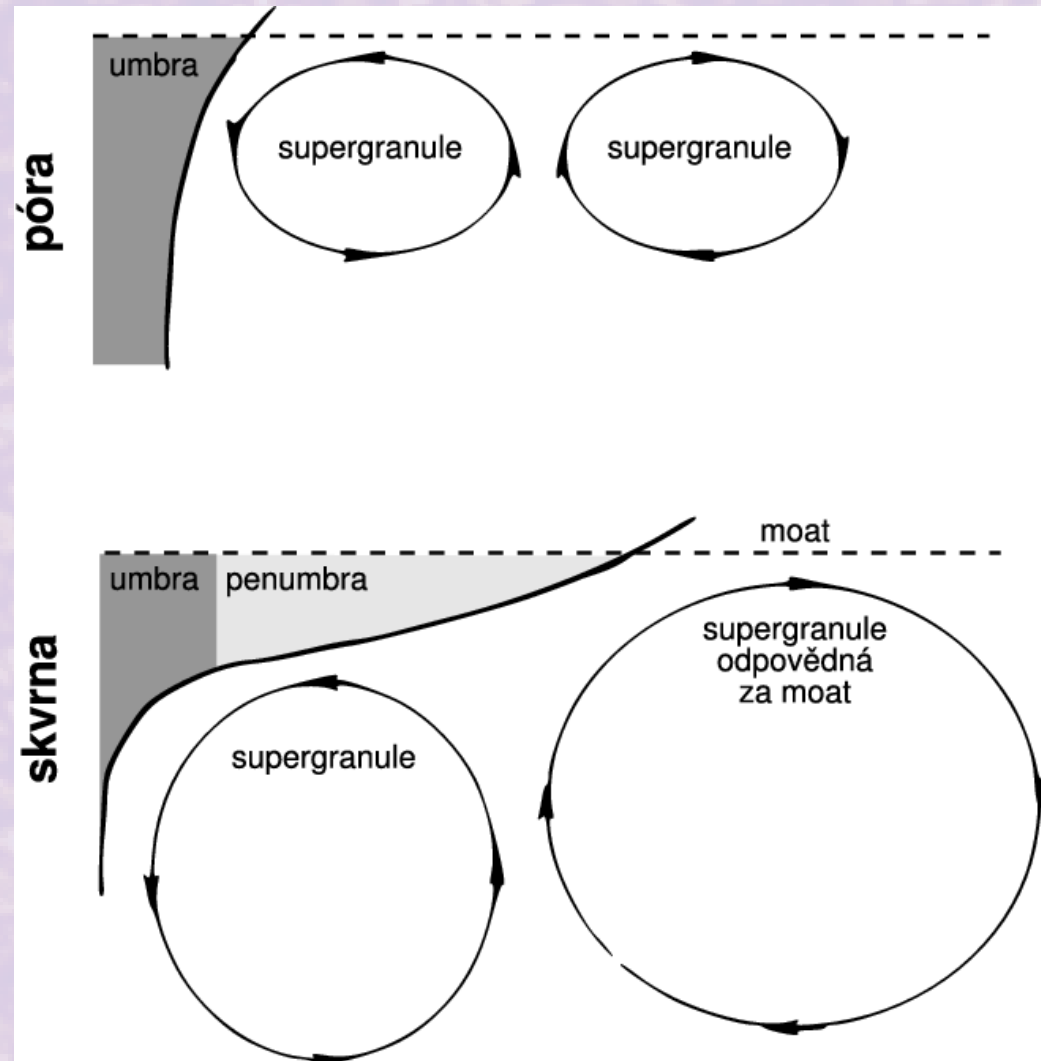 póra
umbra
supergranule
supergranule
skvrna
umbra
penumbra
moat
supergranule
supergranule
odpovědná
za moat